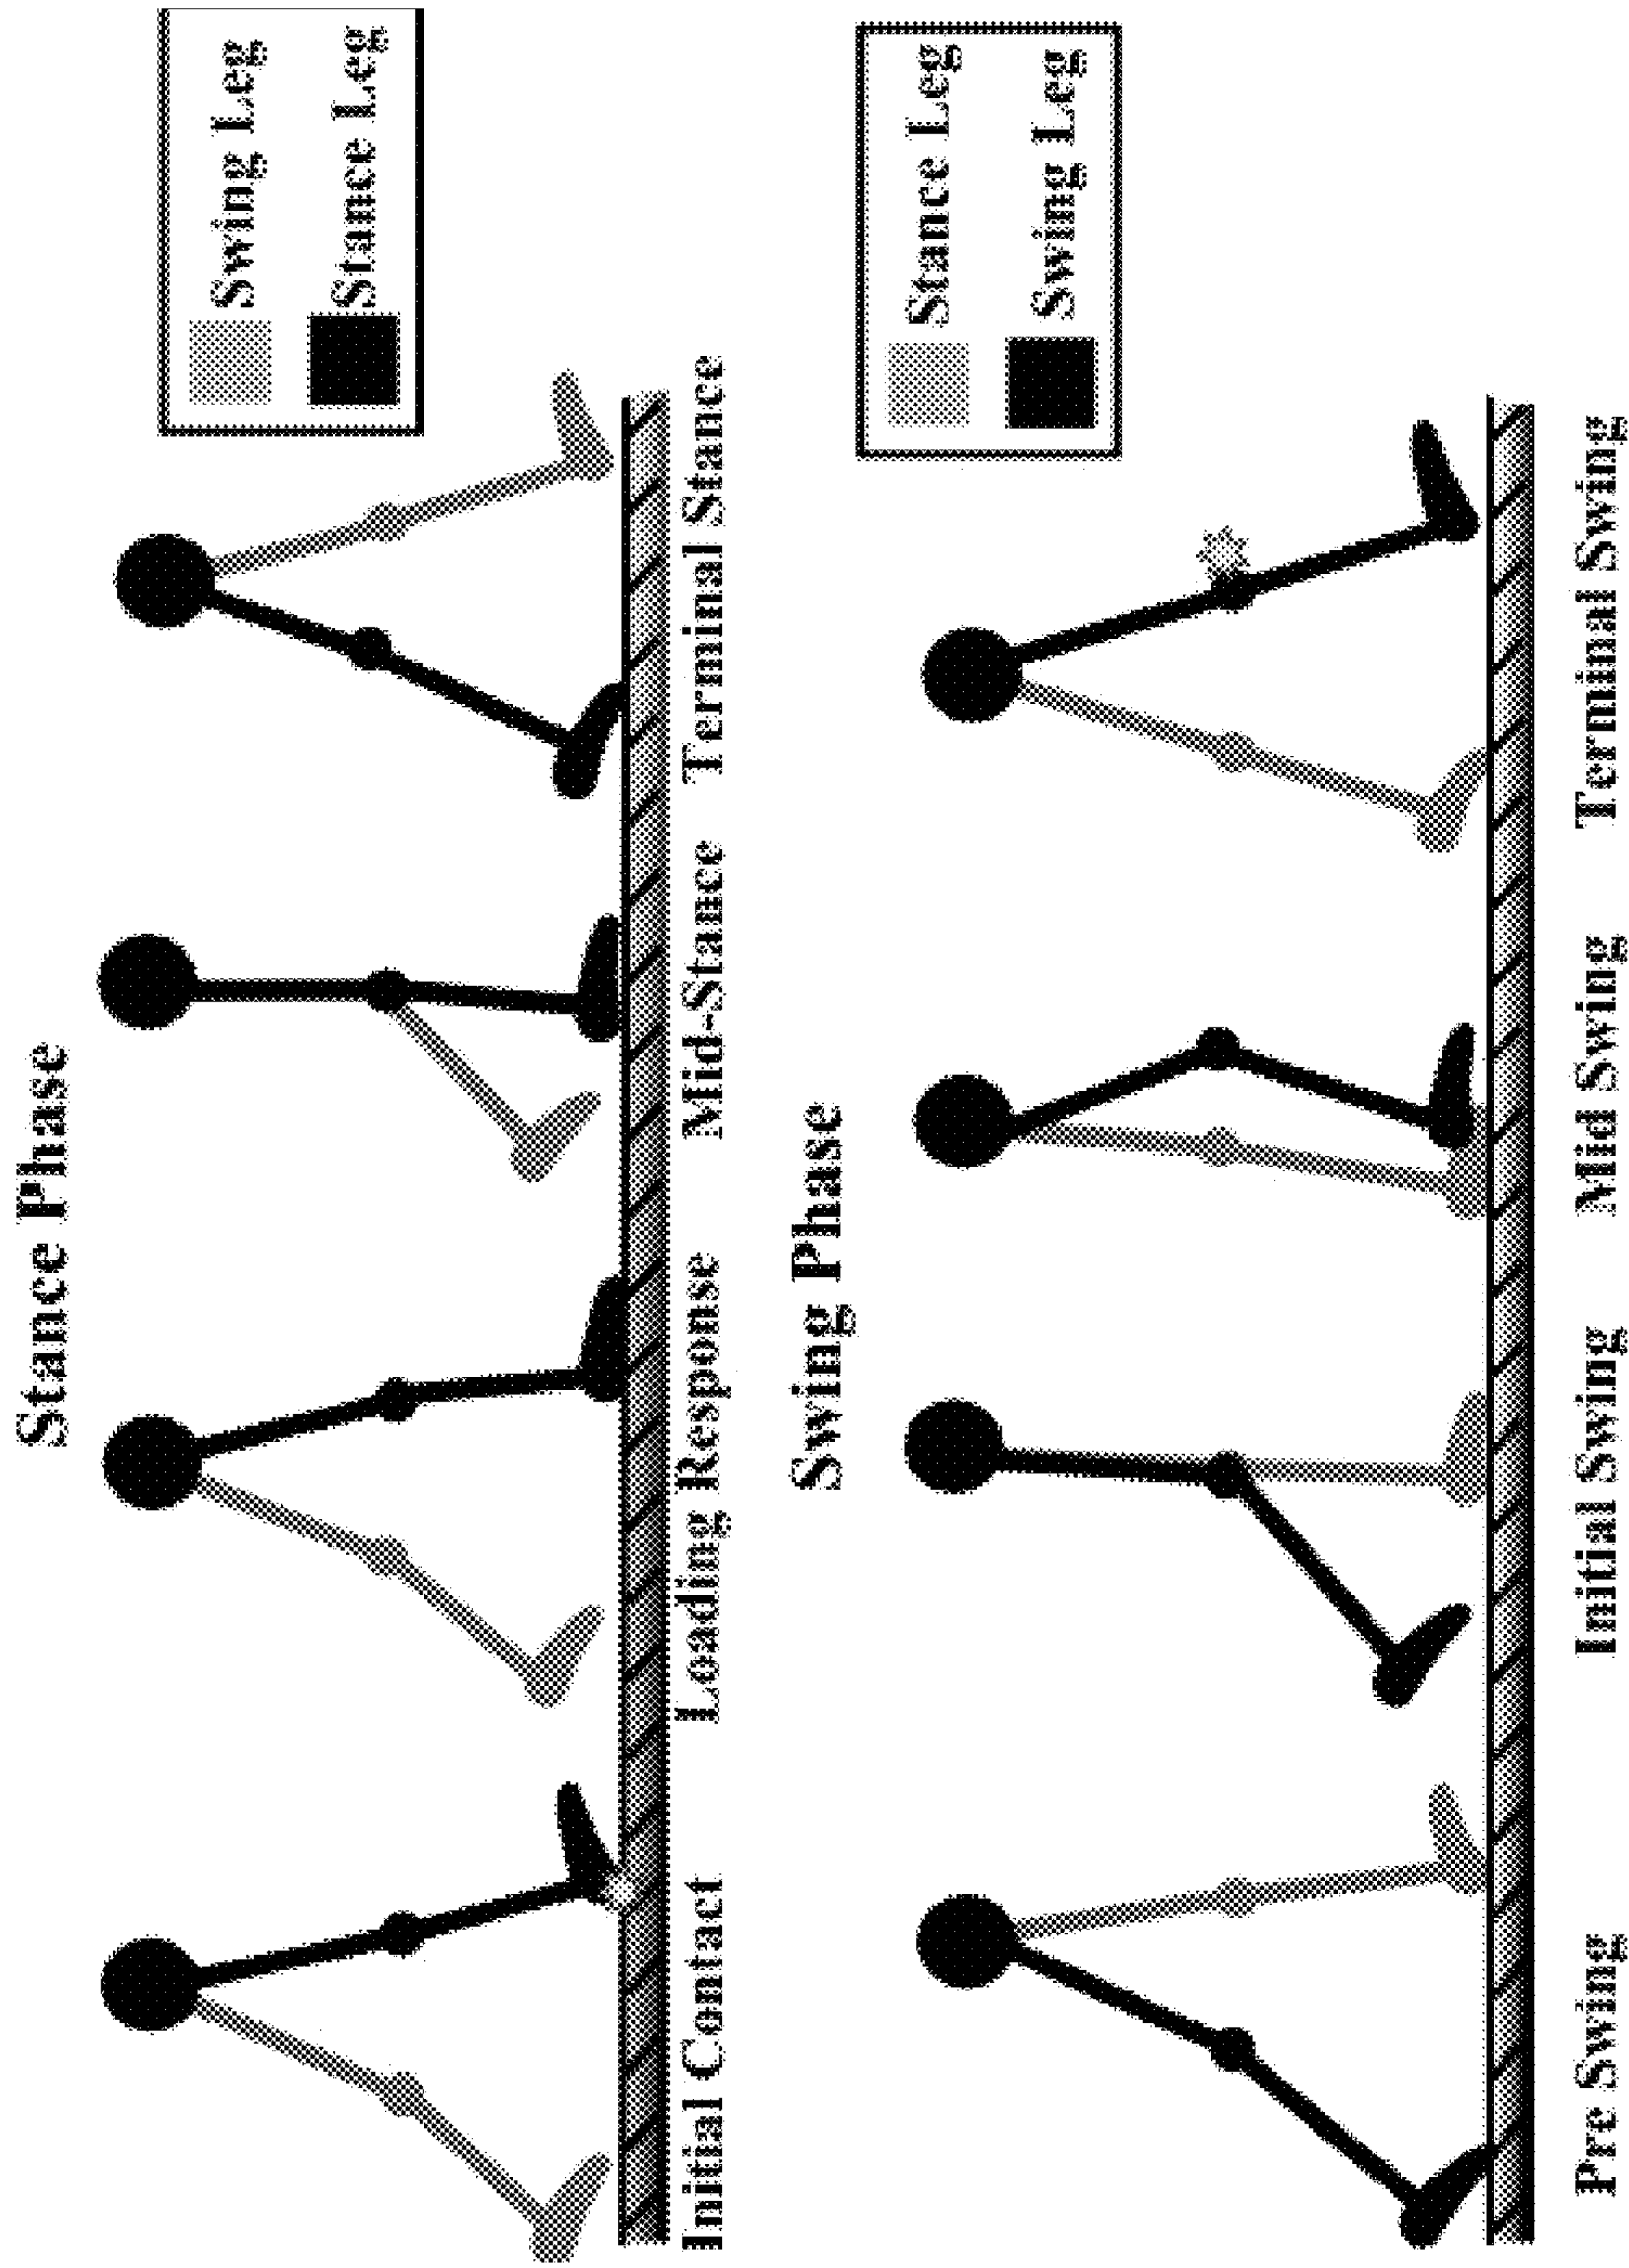 Stance Phase
Swing Leg
Stance Leg
Initial Contact
Loading Response
Mid-Stance
Terminal Stance
Swing Phase
Stance Leg
Swing Leg
Pre Swing
Initial Swing
Mid Swing
Terminal Swing